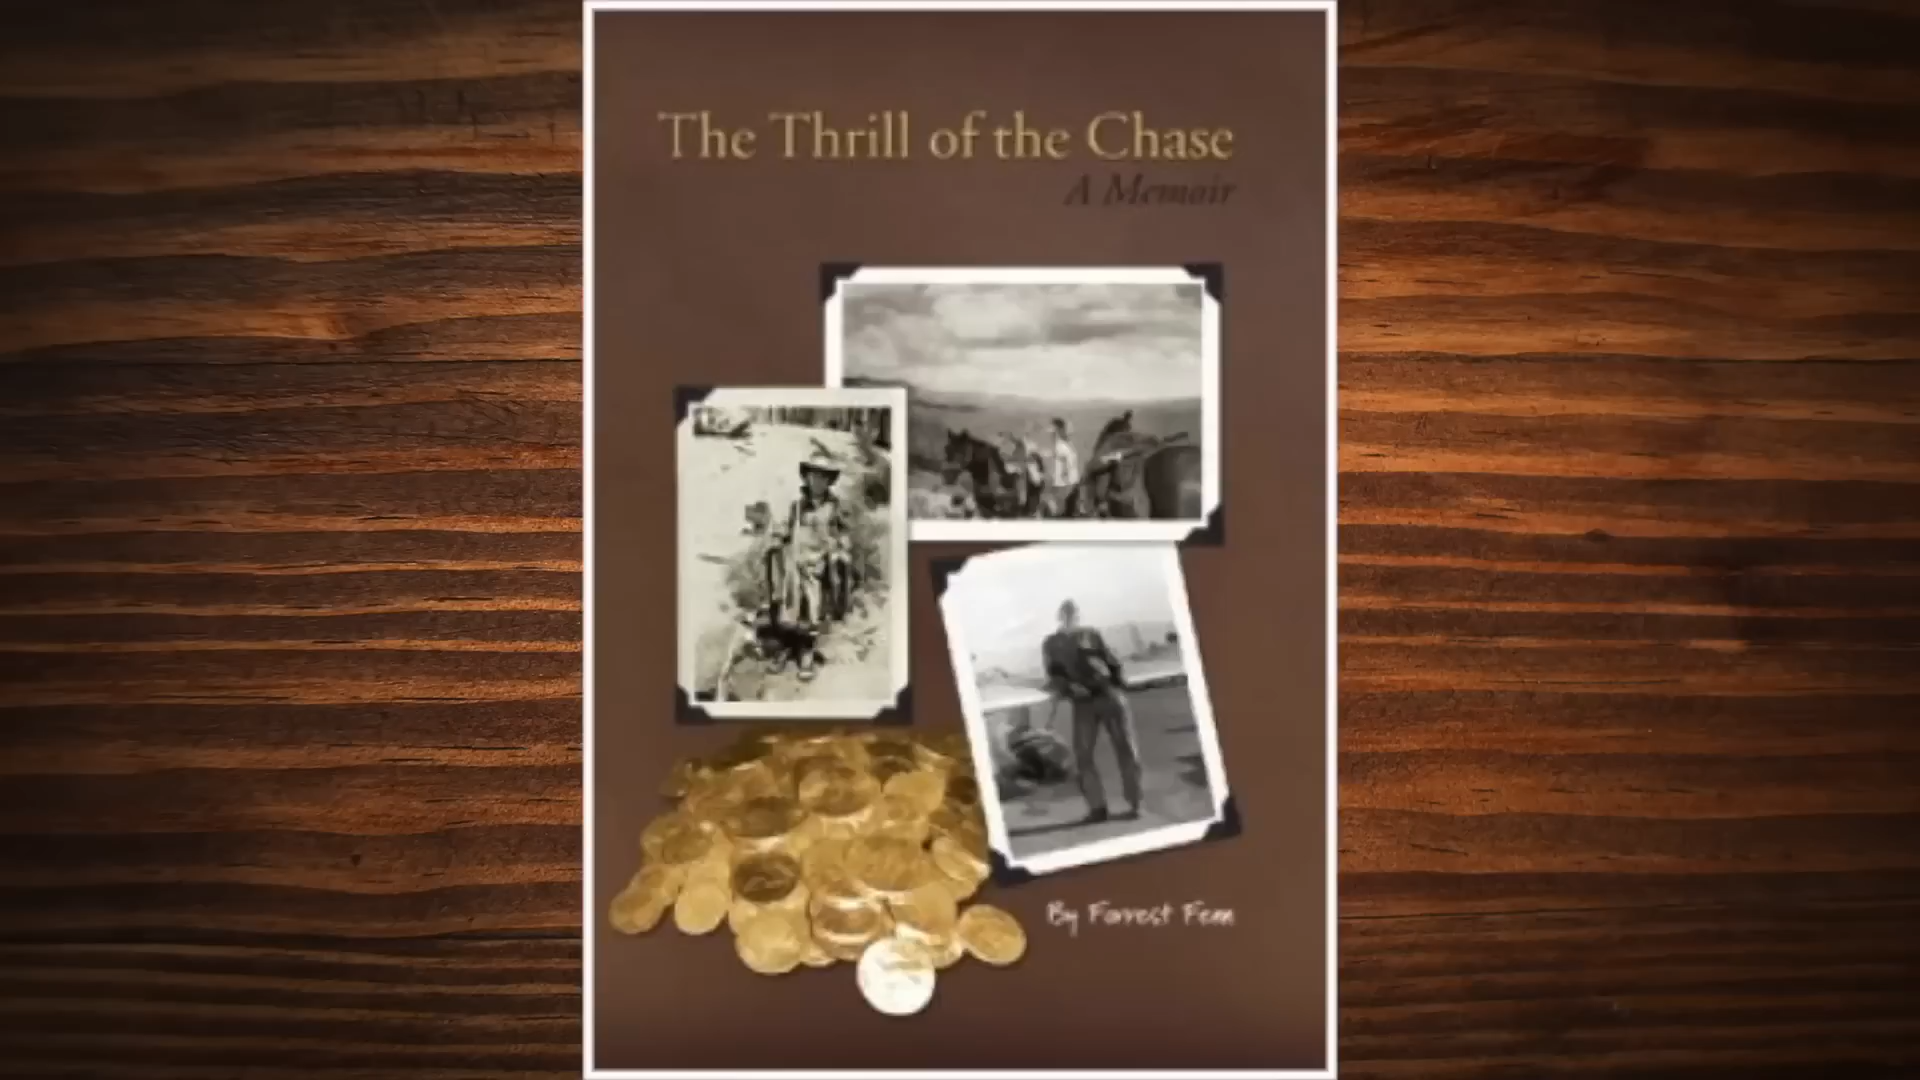 The Thrill of the Chase
A Memoir
By Forrest Fenn